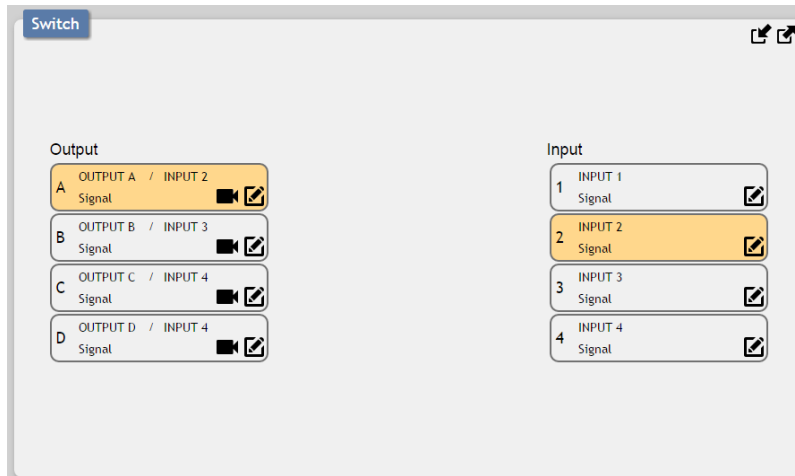 Switch
Output
A
OUTPUT A / INPUT 2
Signal
B
OUTPUT B / INPUT 3
Signal
C
OUTPUT C / INPUT 4
Signal
D
OUTPUT D / INPUT 4
Signal
Input
1
INPUT 1
Signal
2
INPUT 2
Signal
3
INPUT 3
Signal
4
INPUT 4
Signal